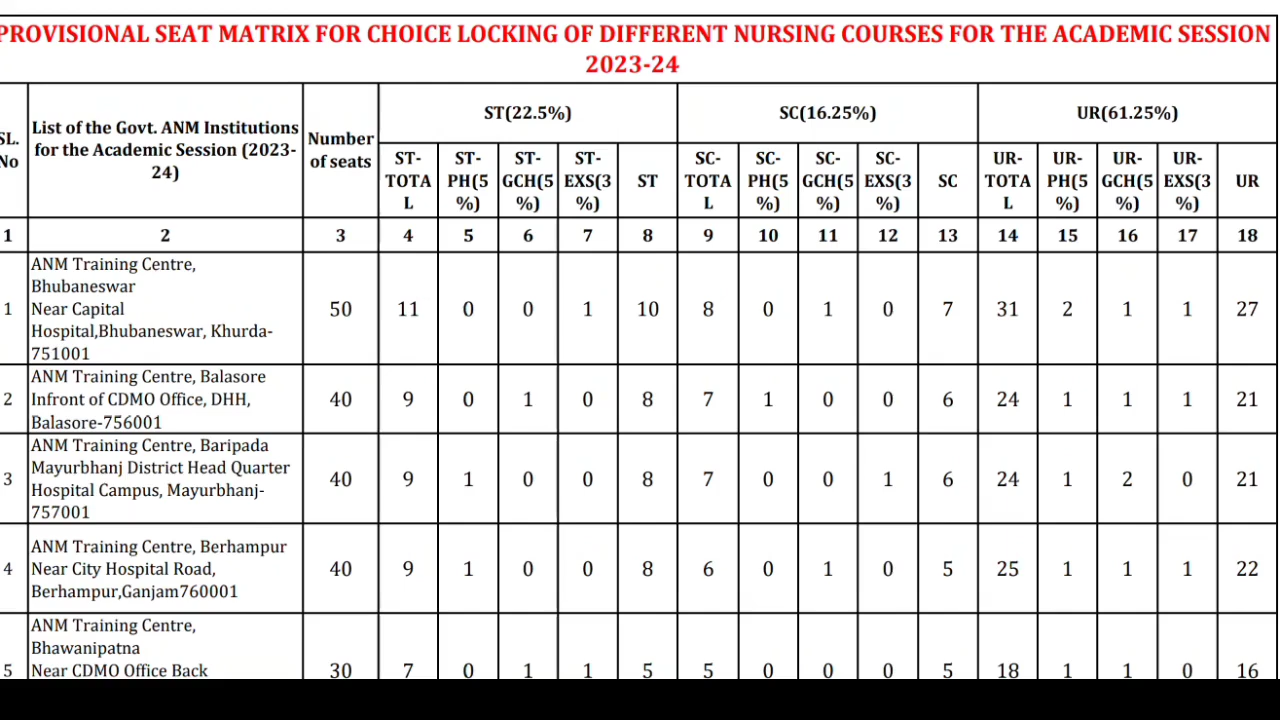 PROVISIONAL SEAT MATRIX FOR CHOICE LOCKING OF DIFFERENT NURSING COURSES FOR THE ACADEMIC SESSION
2023-24
SL. No | List of the Govt. ANM Institutions for the Academic Session (2023-24) | Number of seats | ST(22.5%) | SC(16.25%) | UR(61.25%)
ST-TOTAL | ST-PH(5%) | ST-GCH(5%) | ST-EXS(3%) | ST | SC-TOTAL | SC-PH(5%) | SC-GCH(5%) | SC-EXS(3%) | SC | UR-TOTAL | UR-PH(5%) | UR-GCH(5%) | UR-EXS(3%) | UR
1 2 3 4 5 6 7 8 9 10 11 12 13 14 15 16 17 18
ANM Training Centre,
Bhubaneswar
Near Capital
Hospital,Bhubaneswar, Khurda-
751001
1 50 11 0 0 1 10 8 0 1 0 7 31 2 1 1 27
ANM Training Centre, Balasore
Infront of CDMO Office, DHH,
Balasore-756001
2 40 9 0 1 0 8 7 1 0 0 6 24 1 1 1 21
ANM Training Centre, Baripada
Mayurbhanj District Head Quarter
Hospital Campus, Mayurbhanj-
757001
3 40 9 1 0 0 8 7 0 0 1 6 24 1 2 0 21
ANM Training Centre, Berhampur
Near City Hospital Road,
Berhampur,Ganjam760001
4 40 9 1 0 0 8 6 0 1 0 5 25 1 1 1 22
ANM Training Centre,
Bhawanipatna
Near CDMO Office Back
5 30 7 0 1 1 5 5 0 0 0 5 18 1 1 0 16